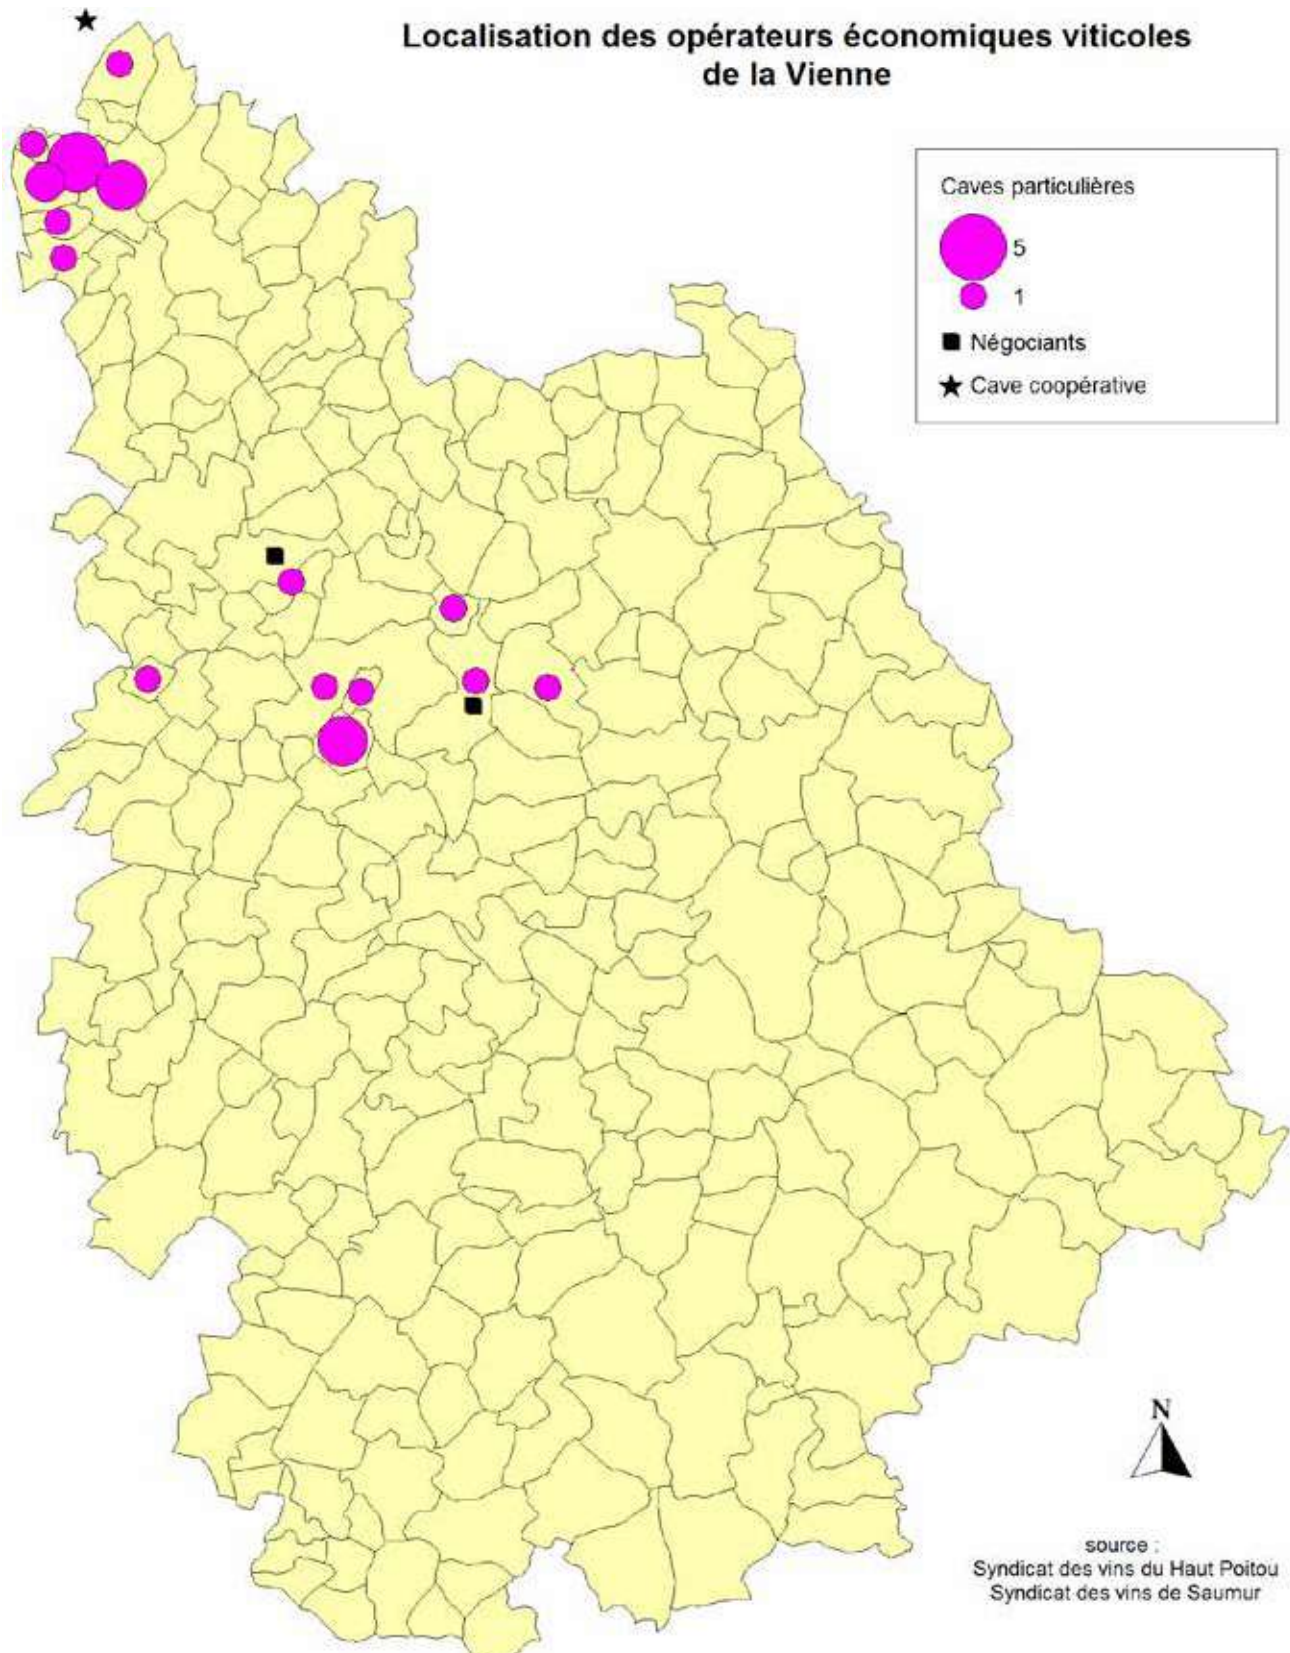 Localisation des opérateurs économiques viticoles
de la Vienne
Caves particulières
5
1
Négociants
Cave coopérative
N
source :
Syndicat des vins du Haut Poitou
Syndicat des vins de Saumur